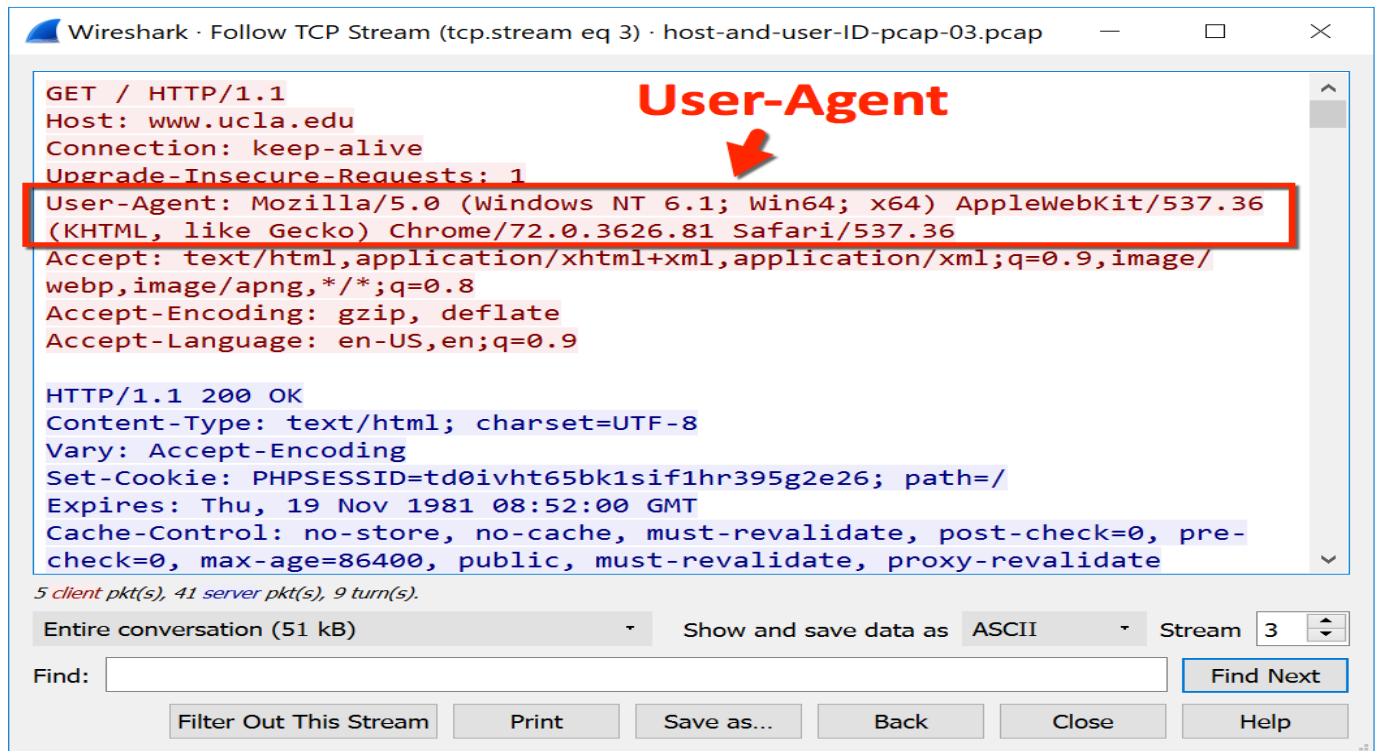 Wireshark · Follow TCP Stream (tcp.stream eq 3) · host-and-user-ID-pcap-03.pcap
User-Agent
GET / HTTP/1.1
Host: www.ucla.edu
Connection: keep-alive
Upgrade-Insecure-Requests: 1
User-Agent: Mozilla/5.0 (Windows NT 6.1; Win64; x64) AppleWebKit/537.36
(KHTML, like Gecko) Chrome/72.0.3626.81 Safari/537.36
Accept: text/html,application/xhtml+xml,application/xml;q=0.9,image/
webp,image/apng,*/*;q=0.8
Accept-Encoding: gzip, deflate
Accept-Language: en-US,en;q=0.9
HTTP/1.1 200 OK
Content-Type: text/html; charset=UTF-8
Vary: Accept-Encoding
Set-Cookie: PHPSESSID=td0ivht65bk1sif1hr395g2e26; path=/
Expires: Thu, 19 Nov 1981 08:52:00 GMT
Cache-Control: no-store, no-cache, must-revalidate, post-check=0, pre-
check=0, max-age=86400, public, must-revalidate, proxy-revalidate
5 client pkt(s), 41 server pkt(s), 9 turn(s).
Entire conversation (51 kB) Show and save data as ASCII Stream 3
Find: Find Next
Filter Out This Stream Print Save as... Back Close Help